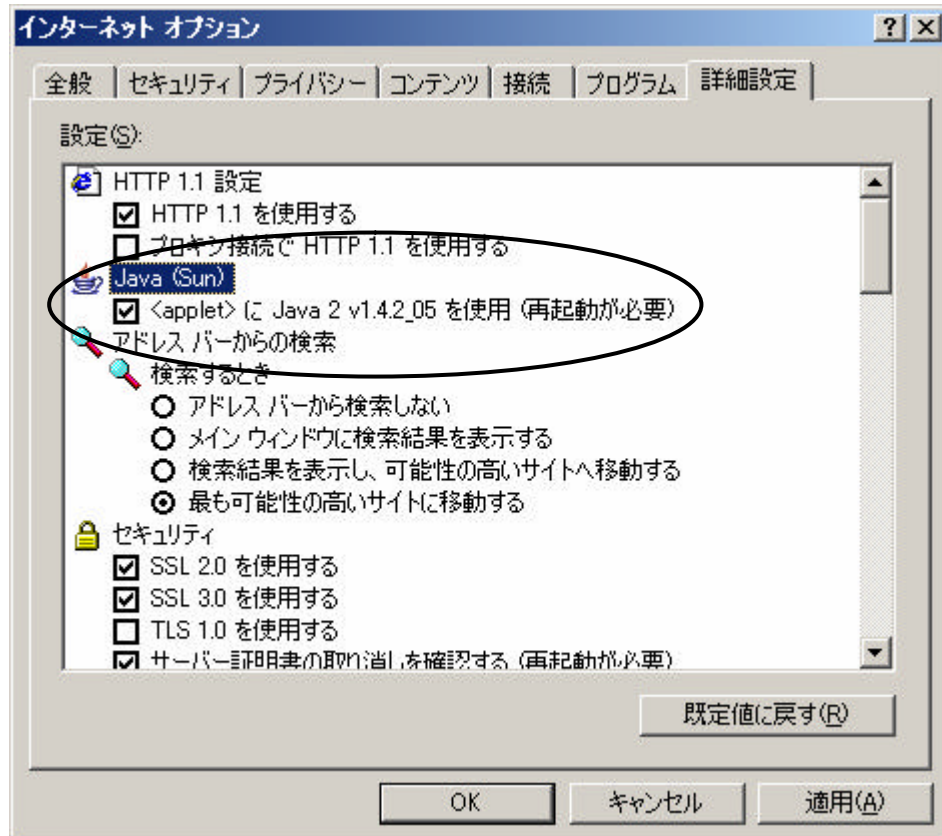 インターネット オプション
全般 セキュリティ プライバシー コンテンツ 接続 プログラム 詳細設定
設定(S):
HTTP 1.1 設定
HTTP 1.1 を使用する
プロキシ接続で HTTP 1.1 を使用する
Java (Sun)
<applet> に Java 2 v1.4.2_05 を使用 (再起動が必要)
アドレス バーからの検索
検索するとき
アドレス バーから検索しない
メイン ウィンドウに検索結果を表示する
検索結果を表示し、可能性の高いサイトへ移動する
最も可能性の高いサイトに移動する
セキュリティ
SSL 2.0 を使用する
SSL 3.0 を使用する
TLS 1.0 を使用する
サーバー証明書の取り消しを確認する (再起動が必要)
既定値に戻す(R)
OK キャンセル 適用(A)